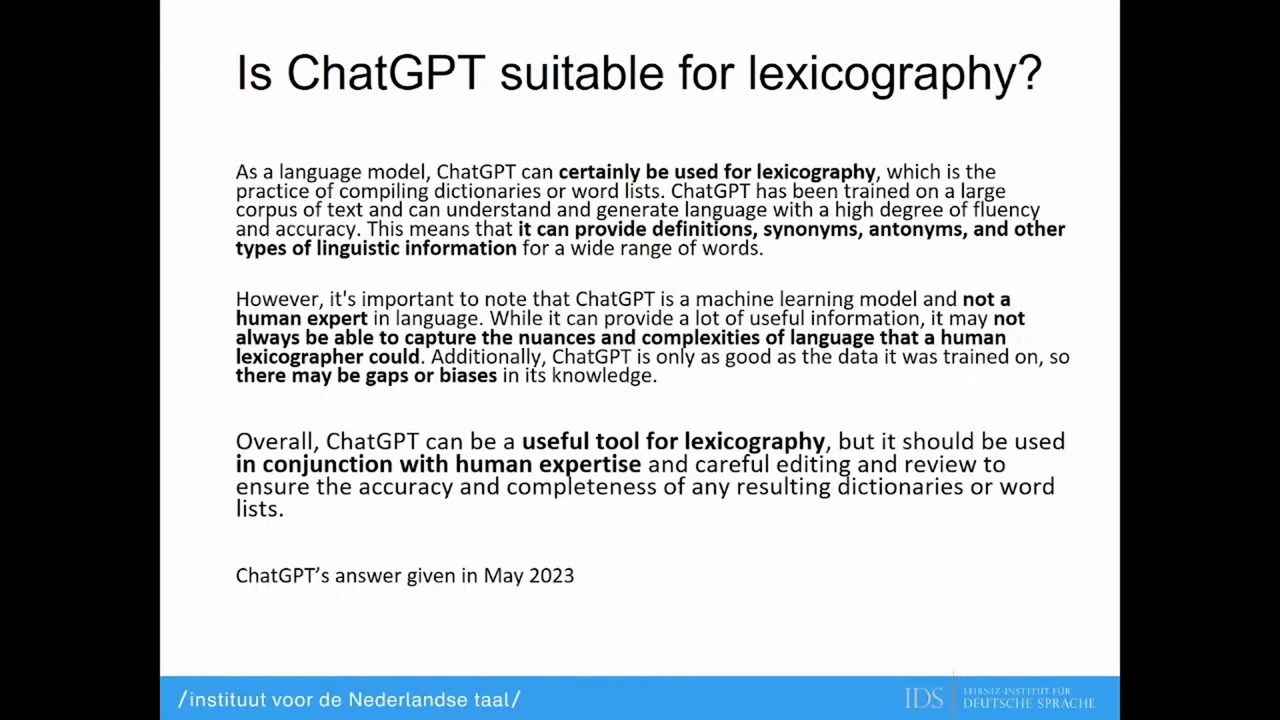 Is ChatGPT suitable for lexicography?
As a language model, ChatGPT can certainly be used for lexicography, which is the
practice of compiling dictionaries or word lists. ChatGPT has been trained on a large
corpus of text and can understand and generate language with a high degree of fluency
and accuracy. This means that it can provide definitions, synonyms, antonyms, and other
types of linguistic information for a wide range of words.
However, it's important to note that ChatGPT is a machine learning model and not a
human expert in language. While it can provide a lot of useful information, it may not
always be able to capture the nuances and complexities of language that a human
lexicographer could. Additionally, ChatGPT is only as good as the data it was trained on, so
there may be gaps or biases in its knowledge.
Overall, ChatGPT can be a useful tool for lexicography, but it should be used
in conjunction with human expertise and careful editing and review to
ensure the accuracy and completeness of any resulting dictionaries or word
lists.
ChatGPT’s answer given in May 2023
/instituut voor de Nederlandse taal/
IDS
LEIBNIZ-INSTITUT FÜR
DEUTSCHE SPRACHE